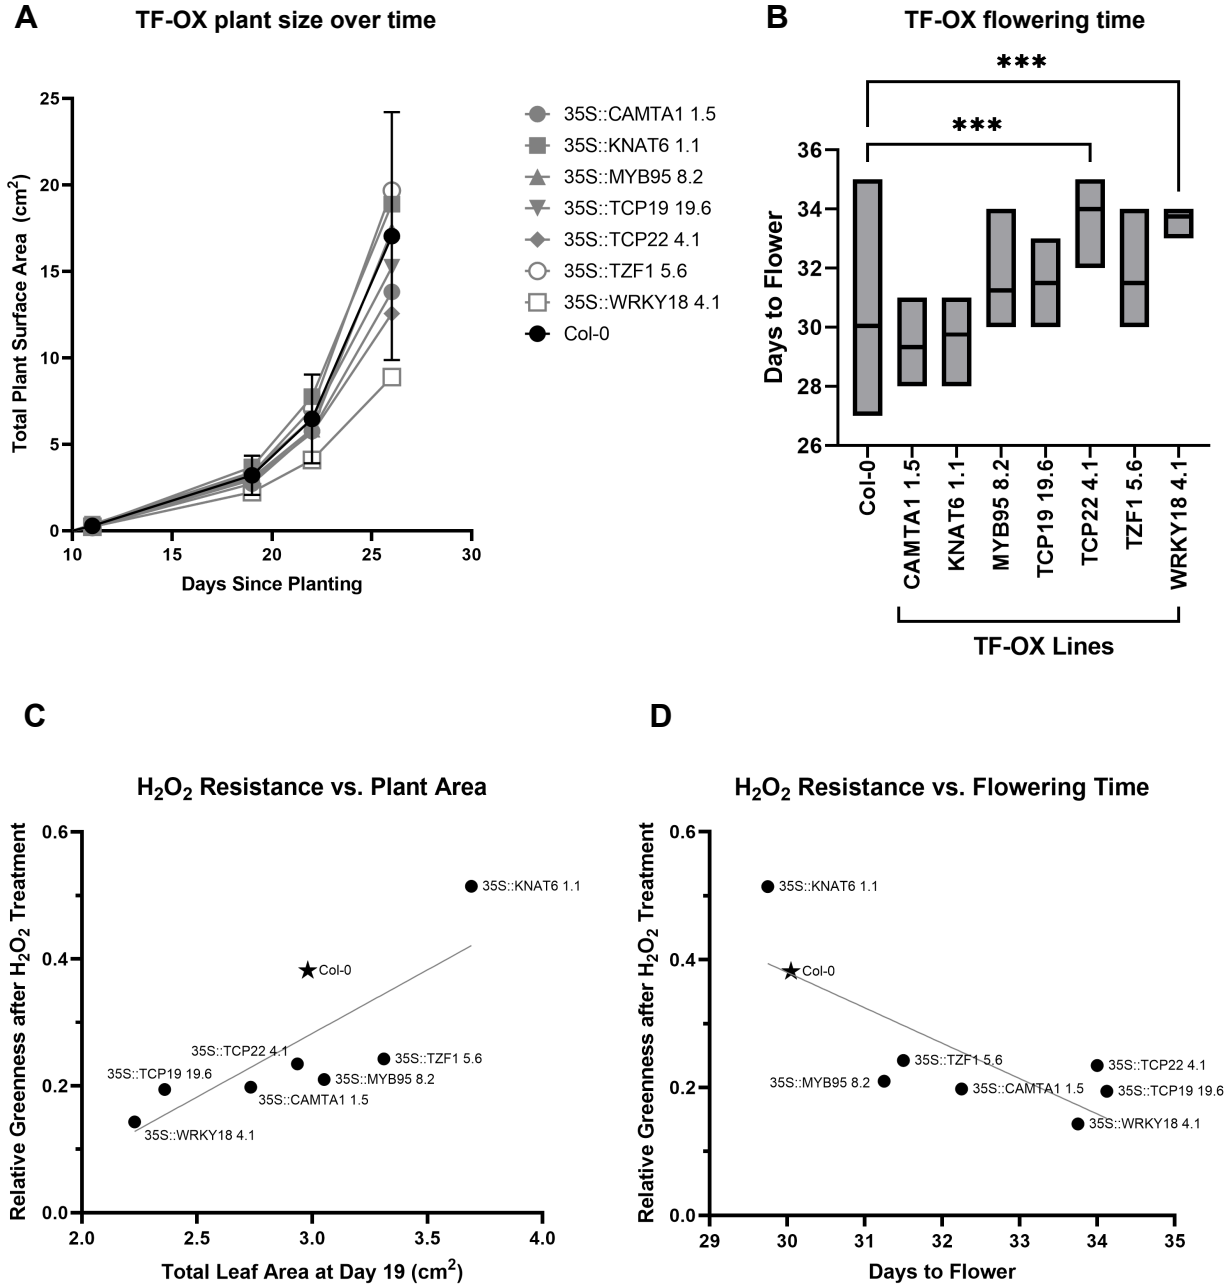 A
TF-OX plant size over time
25
20
15
10
5
0
Total Plant Surface Area (cm²)
10 15 20 25 30
Days Since Planting
35S::CAMTA1 1.5
35S::KNAT6 1.1
35S::MYB95 8.2
35S::TCP19 19.6
35S::TCP22 4.1
35S::TZF1 5.6
35S::WRKY18 4.1
Col-0
B
TF-OX flowering time
***
***
36
34
32
30
28
26
Days to Flower
Col-0
CAMTA1 1.5
KNAT6 1.1
MYB95 8.2
TCP19 19.6
TCP22 4.1
TZF1 5.6
WRKY18 4.1
TF-OX Lines
C
H₂O₂ Resistance vs. Plant Area
0.6
0.4
0.2
0.0
Relative Greenness after H₂O₂ Treatment
35S::KNAT6 1.1
Col-0
35S::TCP22 4.1
35S::TZF1 5.6
35S::TCP19 19.6
35S::MYB95 8.2
35S::CAMTA1 1.5
35S::WRKY18 4.1
2.0 2.5 3.0 3.5 4.0
Total Leaf Area at Day 19 (cm²)
D
H₂O₂ Resistance vs. Flowering Time
0.6
0.4
0.2
0.0
Relative Greenness after H₂O₂ Treatment
35S::KNAT6 1.1
Col-0
35S::TZF1 5.6
35S::TCP22 4.1
35S::MYB95 8.2
35S::CAMTA1 1.5
35S::TCP19 19.6
35S::WRKY18 4.1
29 30 31 32 33 34 35
Days to Flower